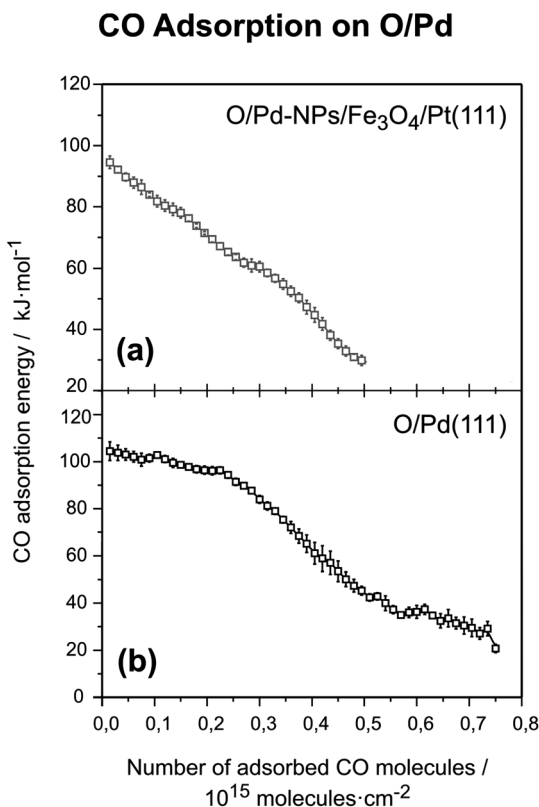 CO Adsorption on O/Pd
120
O/Pd-NPs/Fe₃O₄/Pt(111)
100
80
60
40
(a)
20
CO adsorption energy / kJ·mol⁻¹
120
O/Pd(111)
100
80
60
40
20
(b)
0
0,0 0,1 0,2 0,3 0,4 0,5 0,6 0,7 0,8
Number of adsorbed CO molecules /
10¹⁵ molecules·cm⁻²